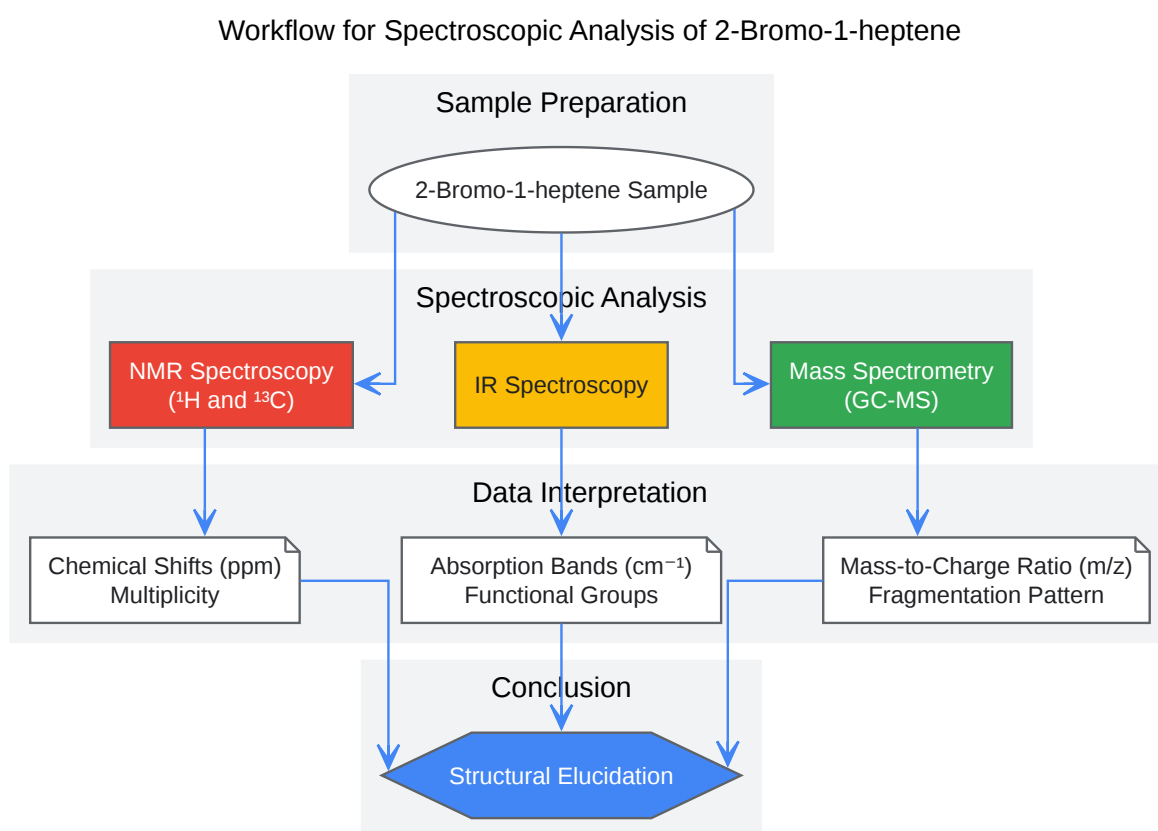 Workflow for Spectroscopic Analysis of 2-Bromo-1-heptene
Sample Preparation
2-Bromo-1-heptene Sample
Spectroscopic Analysis
NMR Spectroscopy
(¹H and ¹³C)
IR Spectroscopy
Mass Spectrometry
(GC-MS)
Data Interpretation
Chemical Shifts (ppm)
Multiplicity
Absorption Bands (cm⁻¹)
Functional Groups
Mass-to-Charge Ratio (m/z)
Fragmentation Pattern
Conclusion
Structural Elucidation